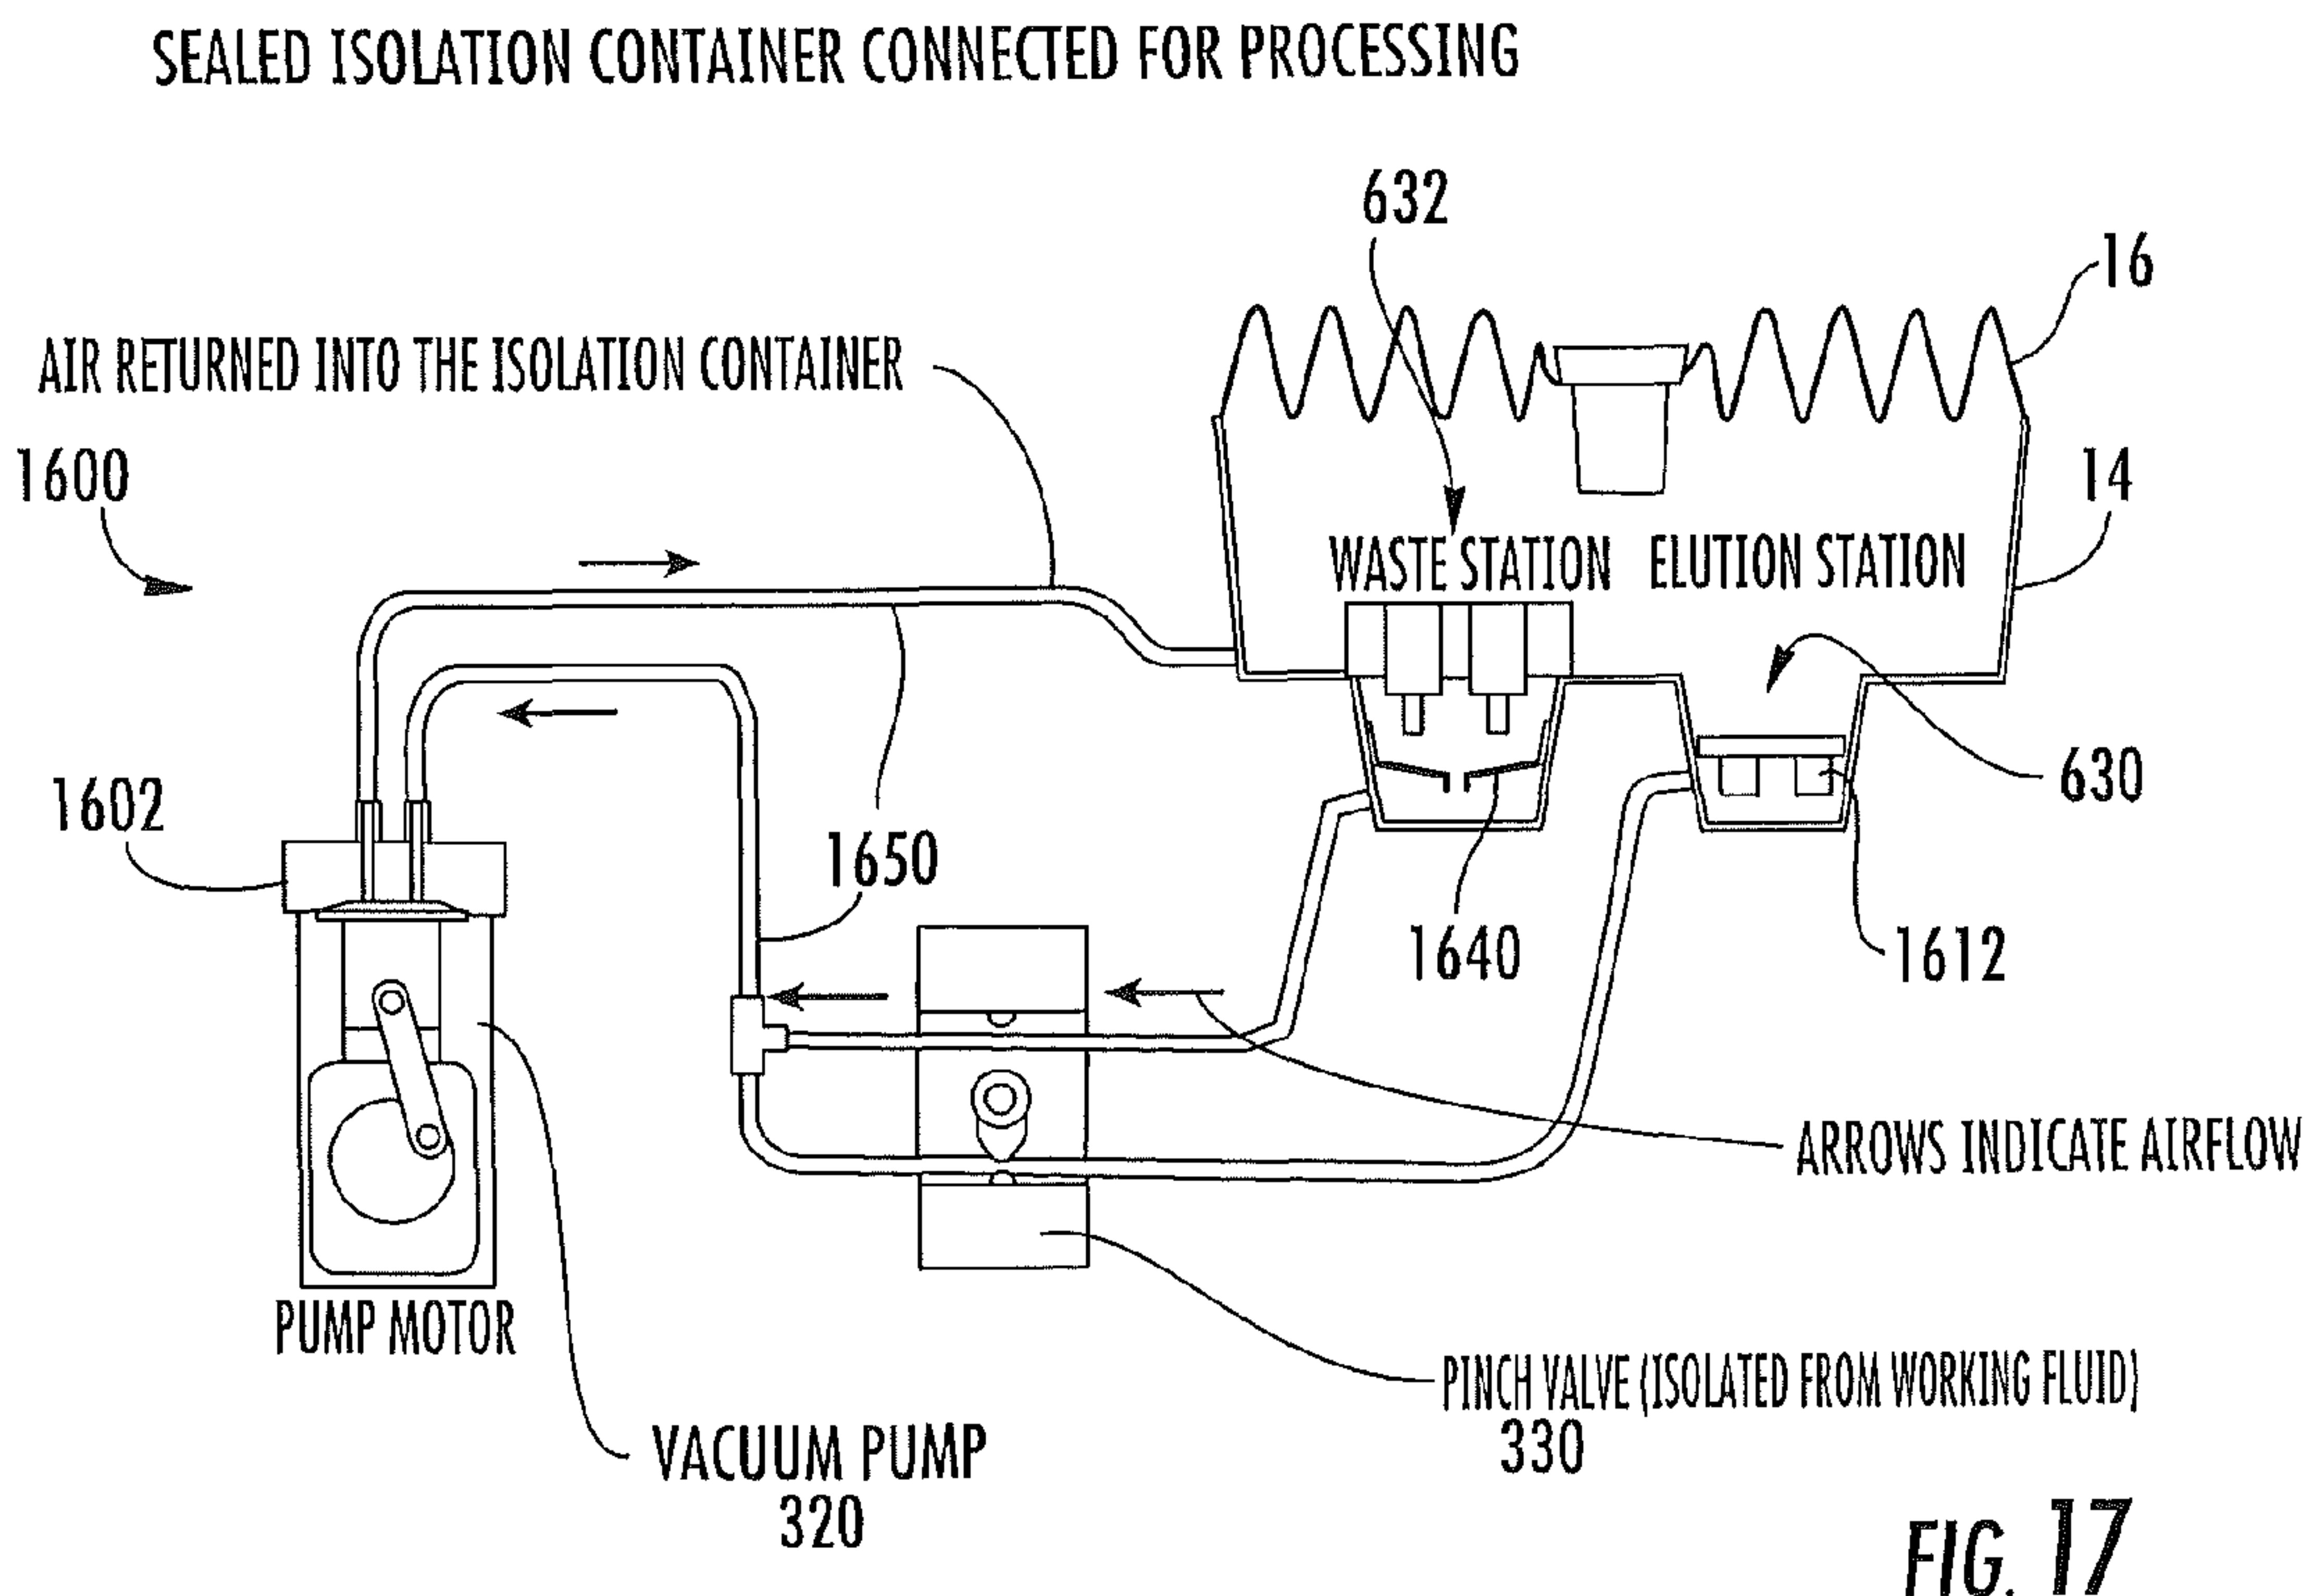 SEALED ISOLATION CONTAINER CONNECTED FOR PROCESSING
632
16
AIR RETURNED INTO THE ISOLATION CONTAINER
1600
14
WASTE STATION ELUTION STATION
1602
630
1650
1640
1612
ARROWS INDICATE AIRFLOW
PUMP MOTOR
PINCH VALVE (ISOLATED FROM WORKING FLUID)
330
VACUUM PUMP
320
FIG. 17